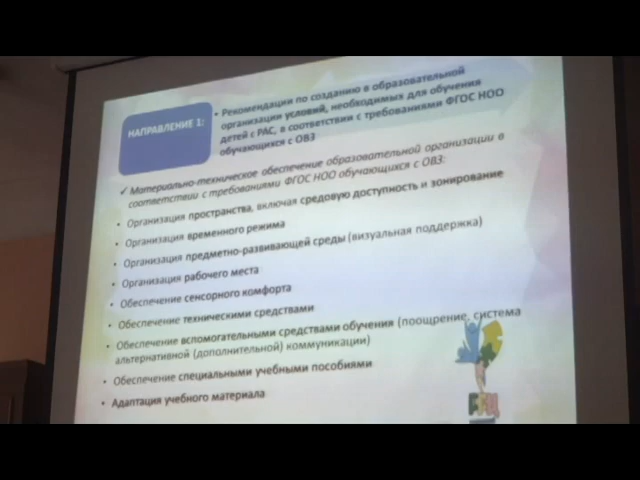 НАПРАВЛЕНИЕ 1:
• Рекомендации по созданию в образовательной
организации условий, необходимых для обучения
детей с РАС, в соответствии с требованиями ФГОС НОО
обучающихся с ОВЗ
✓ Материально-техническое обеспечение образовательной организации в
соответствии с требованиями ФГОС НОО обучающихся с ОВЗ:
• Организация пространства, включая средовую доступность и зонирование
• Организация временного режима
• Организация предметно-развивающей среды (визуальная поддержка)
• Организация рабочего места
• Обеспечение сенсорного комфорта
• Обеспечение техническими средствами
• Обеспечение вспомогательными средствами обучения (поощрение, система
альтернативной (дополнительной) коммуникации)
• Обеспечение специальными учебными пособиями
• Адаптация учебного материала